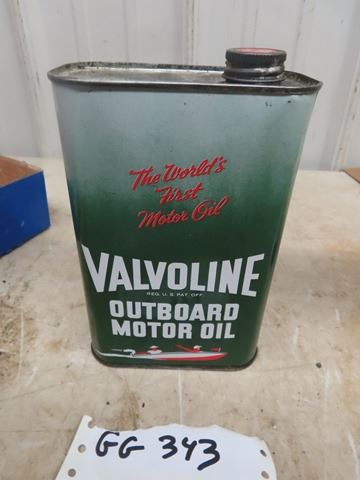 The World's
First
Motor Oil
VALVOLINE
REG. U.S. PAT. OFF.
OUTBOARD
MOTOR OIL
GG 343